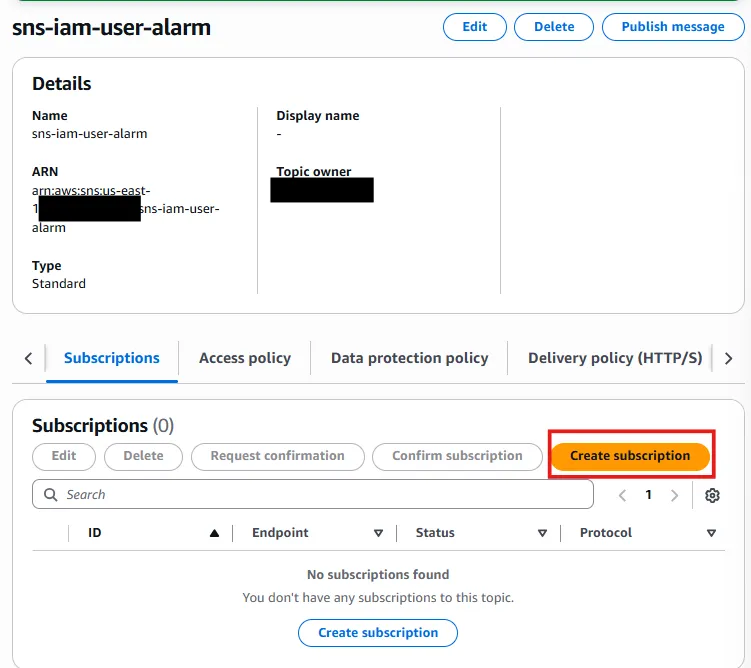 sns-iam-user-alarm
Edit
Delete
Publish message
Details
Name
sns-iam-user-alarm
Display name
-
ARN
arn:aws:sns:us-east-
1 sns-iam-user-
alarm
Topic owner
Type
Standard
Subscriptions
Access policy
Data protection policy
Delivery policy (HTTP/S)
Subscriptions (0)
Edit
Delete
Request confirmation
Confirm subscription
Create subscription
Search
1
ID
Endpoint
Status
Protocol
No subscriptions found
You don't have any subscriptions to this topic.
Create subscription